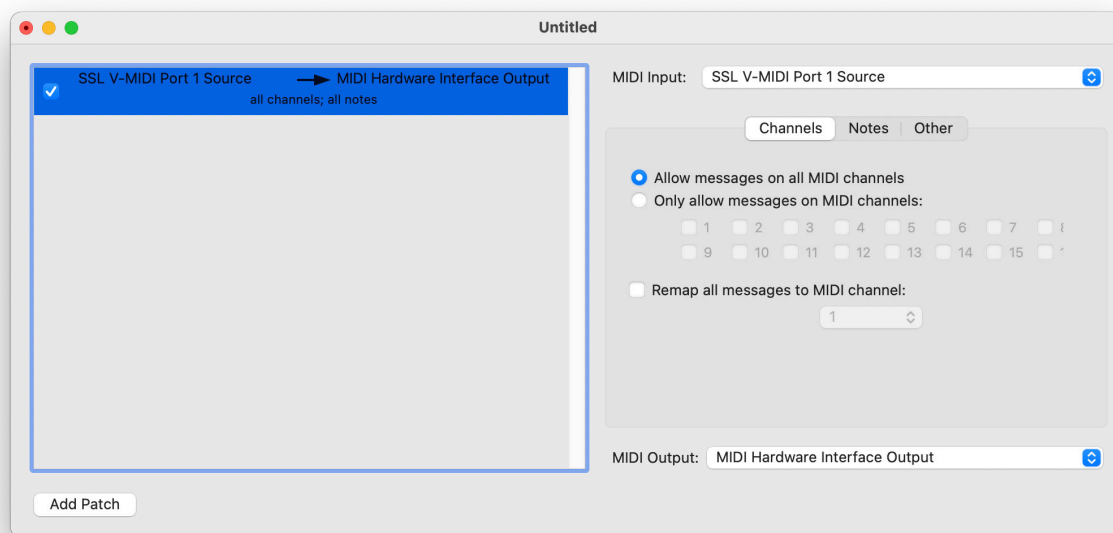 Untitled
SSL V-MIDI Port 1 Source MIDI Hardware Interface Output
all channels; all notes
MIDI Input: SSL V-MIDI Port 1 Source
Channels Notes Other
Allow messages on all MIDI channels
Only allow messages on MIDI channels:
1 2 3 4 5 6 7
9 10 11 12 13 14 15
Remap all messages to MIDI channel:
1
MIDI Output: MIDI Hardware Interface Output
Add Patch